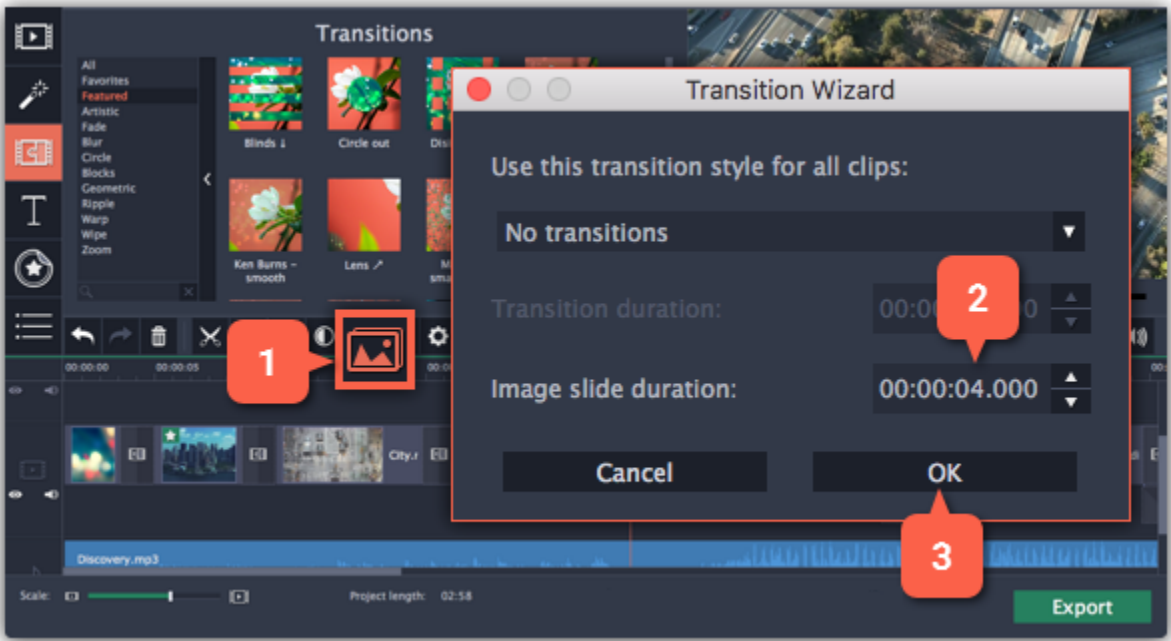 Transitions
All
Favorites
Featured
Artistic
Fade
Blur
Circle
Blocks
Geometric
Ripple
Warp
Wipe
Zoom
Blinds ↓
Circle out
Ken Burns –
smooth
Lens ↗
Transition Wizard
Use this transition style for all clips:
No transitions
Transition duration:
2
Image slide duration:
00:00:04.000
Cancel
OK
3
1
00:00:00
00:00:05
City.r
Discovery.mp3
Scale:
Project length: 02:58
Export
T